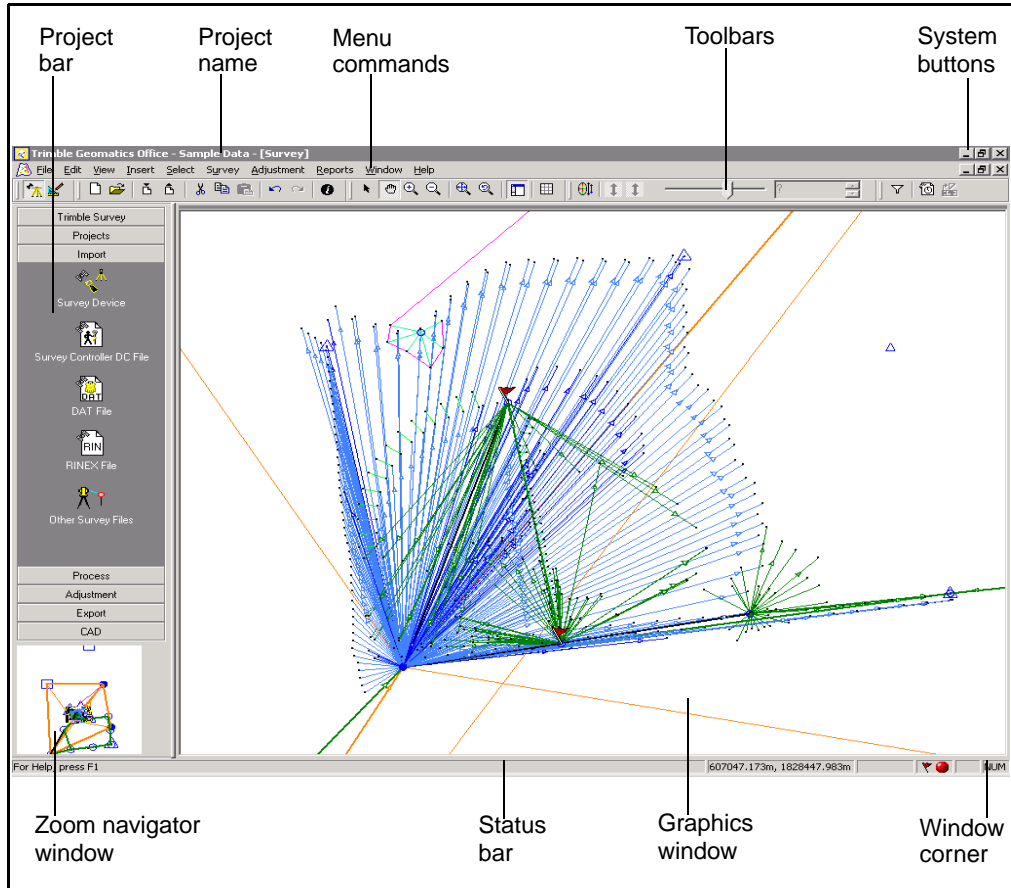 Project
bar
Project
name
Menu
commands
Toolbars
System
buttons
Trimble Geomatics Office - Sample Data - [Survey]
File Edit View Insert Select Survey Adjustment Reports Window Help
?
Trimble Survey
Projects
Import
Survey Device
Survey Controller DC File
DAT
DAT File
RIN
RINEX File
Other Survey Files
Process
Adjustment
Export
CAD
For Help, press F1
607047.173m, 1828447.983m
NUM
Zoom navigator
window
Status
bar
Graphics
window
Window
corner